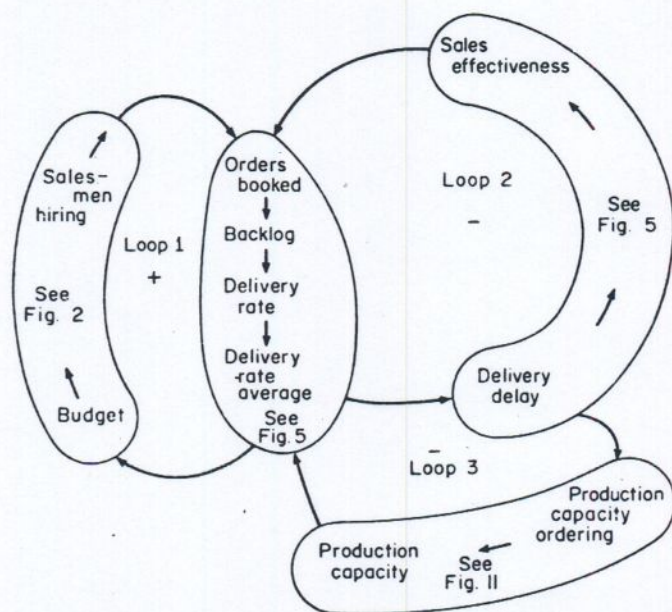 Sales
effectiveness
Orders
booked
Sales-
men
hiring
Loop 1
+
Loop 2
-
See
Fig. 5
Backlog
See
Fig. 2
Delivery
rate
Delivery
rate
average
See
Fig. 5
Budget
Delivery
delay
-
Loop 3
Production
capacity
ordering
Production
capacity
See
Fig. 11